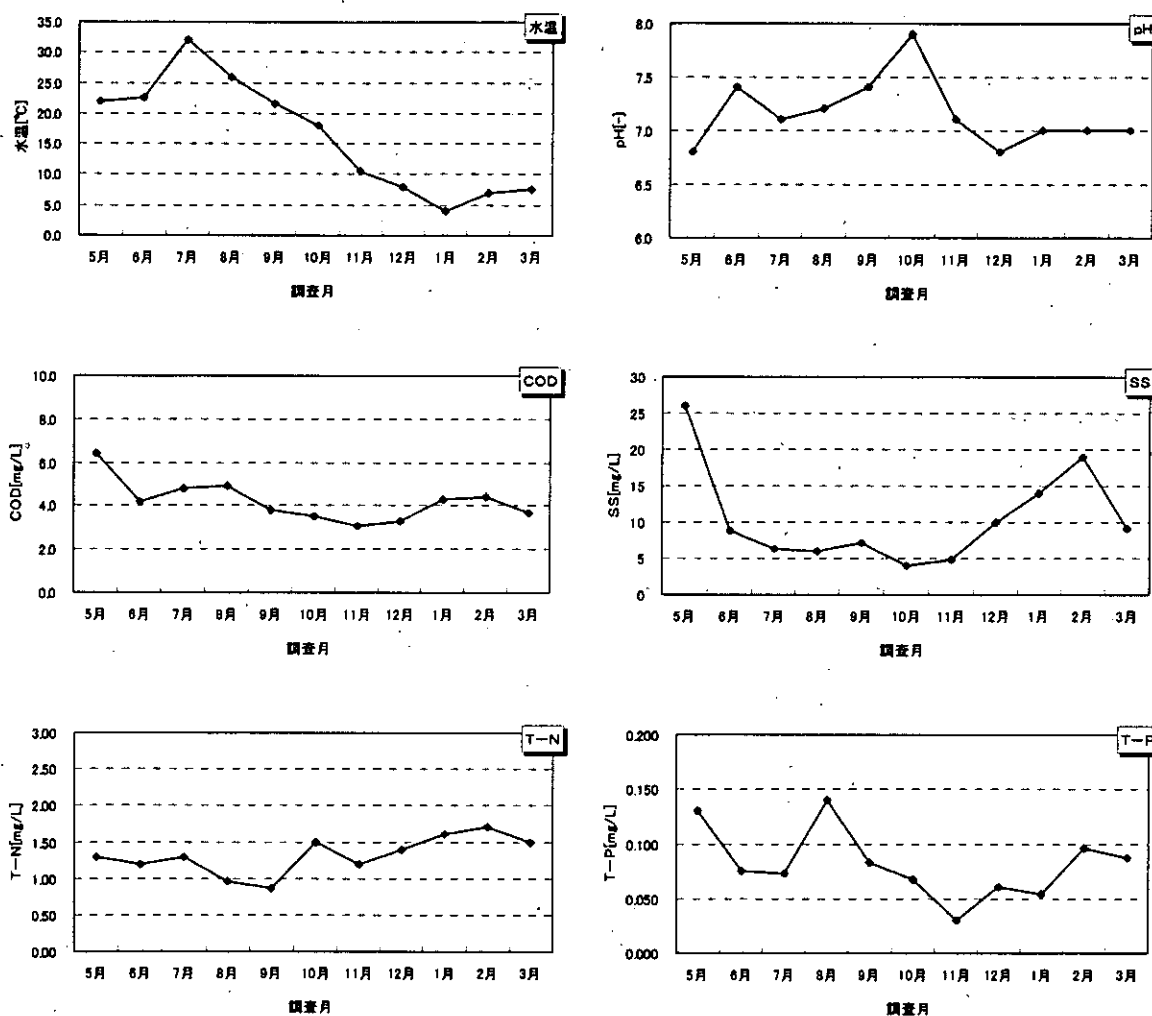 水温
35.0
30.0
25.0
20.0
15.0
10.0
5.0
0.0
水温[℃]
5月 6月 7月 8月 9月 10月 11月 12月 1月 2月 3月
調査月
pH
8.0
7.5
7.0
6.5
6.0
pH[-]
5月 6月 7月 8月 9月 10月 11月 12月 1月 2月 3月
調査月
COD
10.0
8.0
6.0
4.0
2.0
0.0
COD[mg/L]
5月 6月 7月 8月 9月 10月 11月 12月 1月 2月 3月
調査月
SS
30
25
20
15
10
5
0
SS[mg/L]
5月 6月 7月 8月 9月 10月 11月 12月 1月 2月 3月
調査月
T-N
3.00
2.50
2.00
1.50
1.00
0.50
0.00
T-N[mg/L]
5月 6月 7月 8月 9月 10月 11月 12月 1月 2月 3月
調査月
T-P
0.200
0.150
0.100
0.050
0.000
T-P[mg/L]
5月 6月 7月 8月 9月 10月 11月 12月 1月 2月 3月
調査月